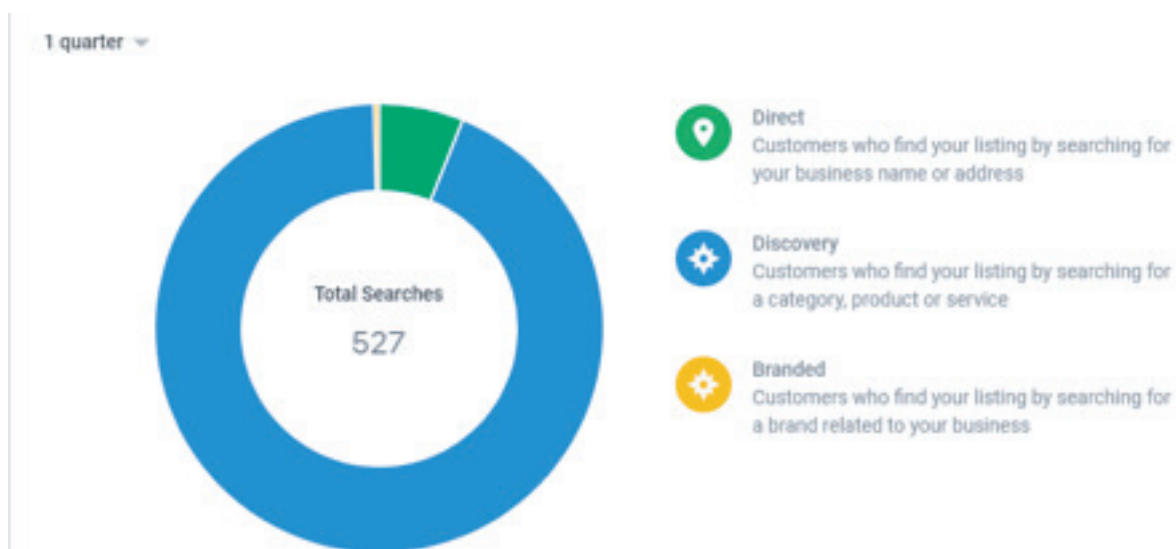 1 quarter
Total Searches
527
Direct
Customers who find your listing by searching for
your business name or address
Discovery
Customers who find your listing by searching for
a category, product or service
Branded
Customers who find your listing by searching for
a brand related to your business